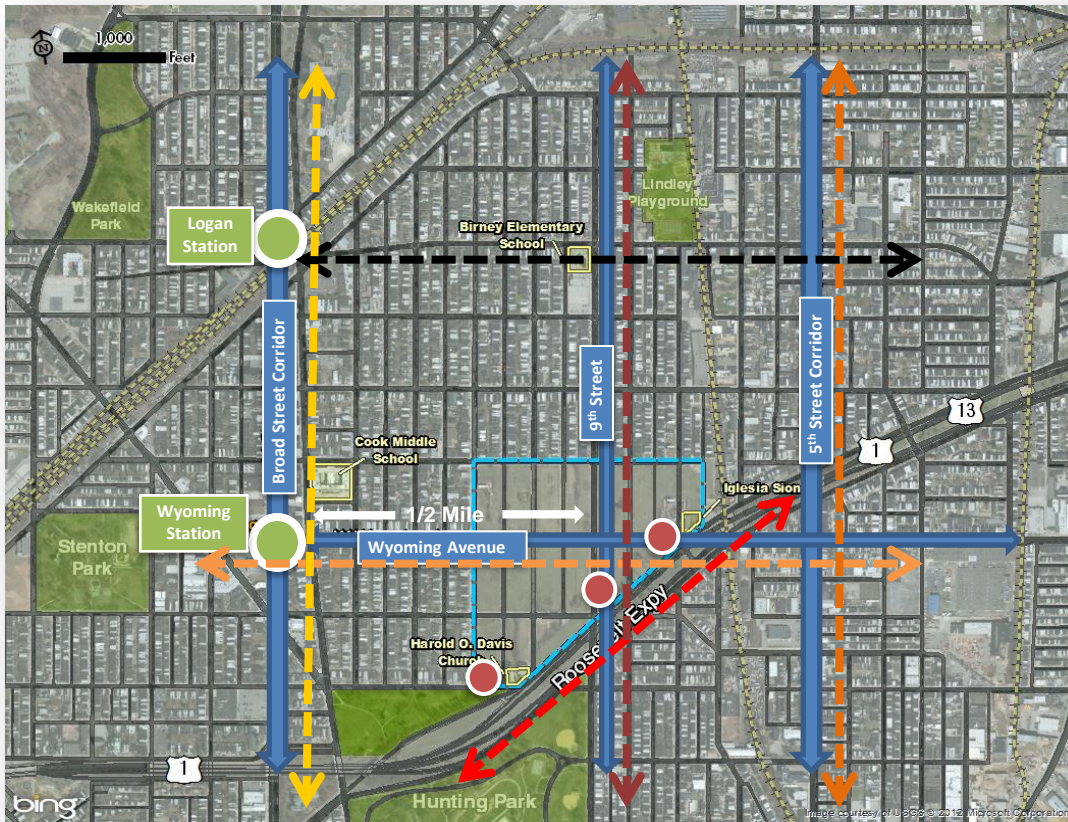 N
1,000
Feet
Wakefield
Park
Logan
Station
Lindley
Playground
Birney Elementary
School
Broad Street Corridor
9th Street
5th Street Corridor
13
1
Cook Middle
School
Iglesia Sion
Wyoming
Station
1/2 Mile
Wyoming Avenue
Stenton
Park
Harold O. Davis
Church
Roosevelt Expy
1
Hunting Park
bing
Image courtesy of USGS © 2012 Microsoft Corporation